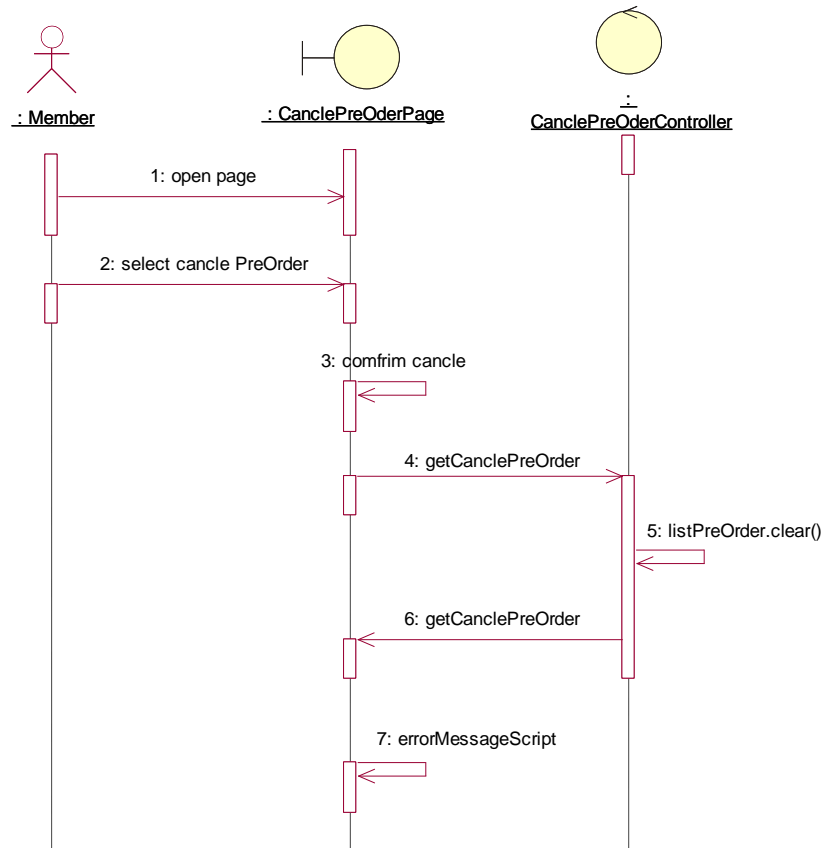 : Member
: CanclePreOderPage
:
CanclePreOderController
1: open page
2: select cancle PreOrder
3: comfrim cancle
4: getCanclePreOrder
5: listPreOrder.clear()
6: getCanclePreOrder
7: errorMessageScript